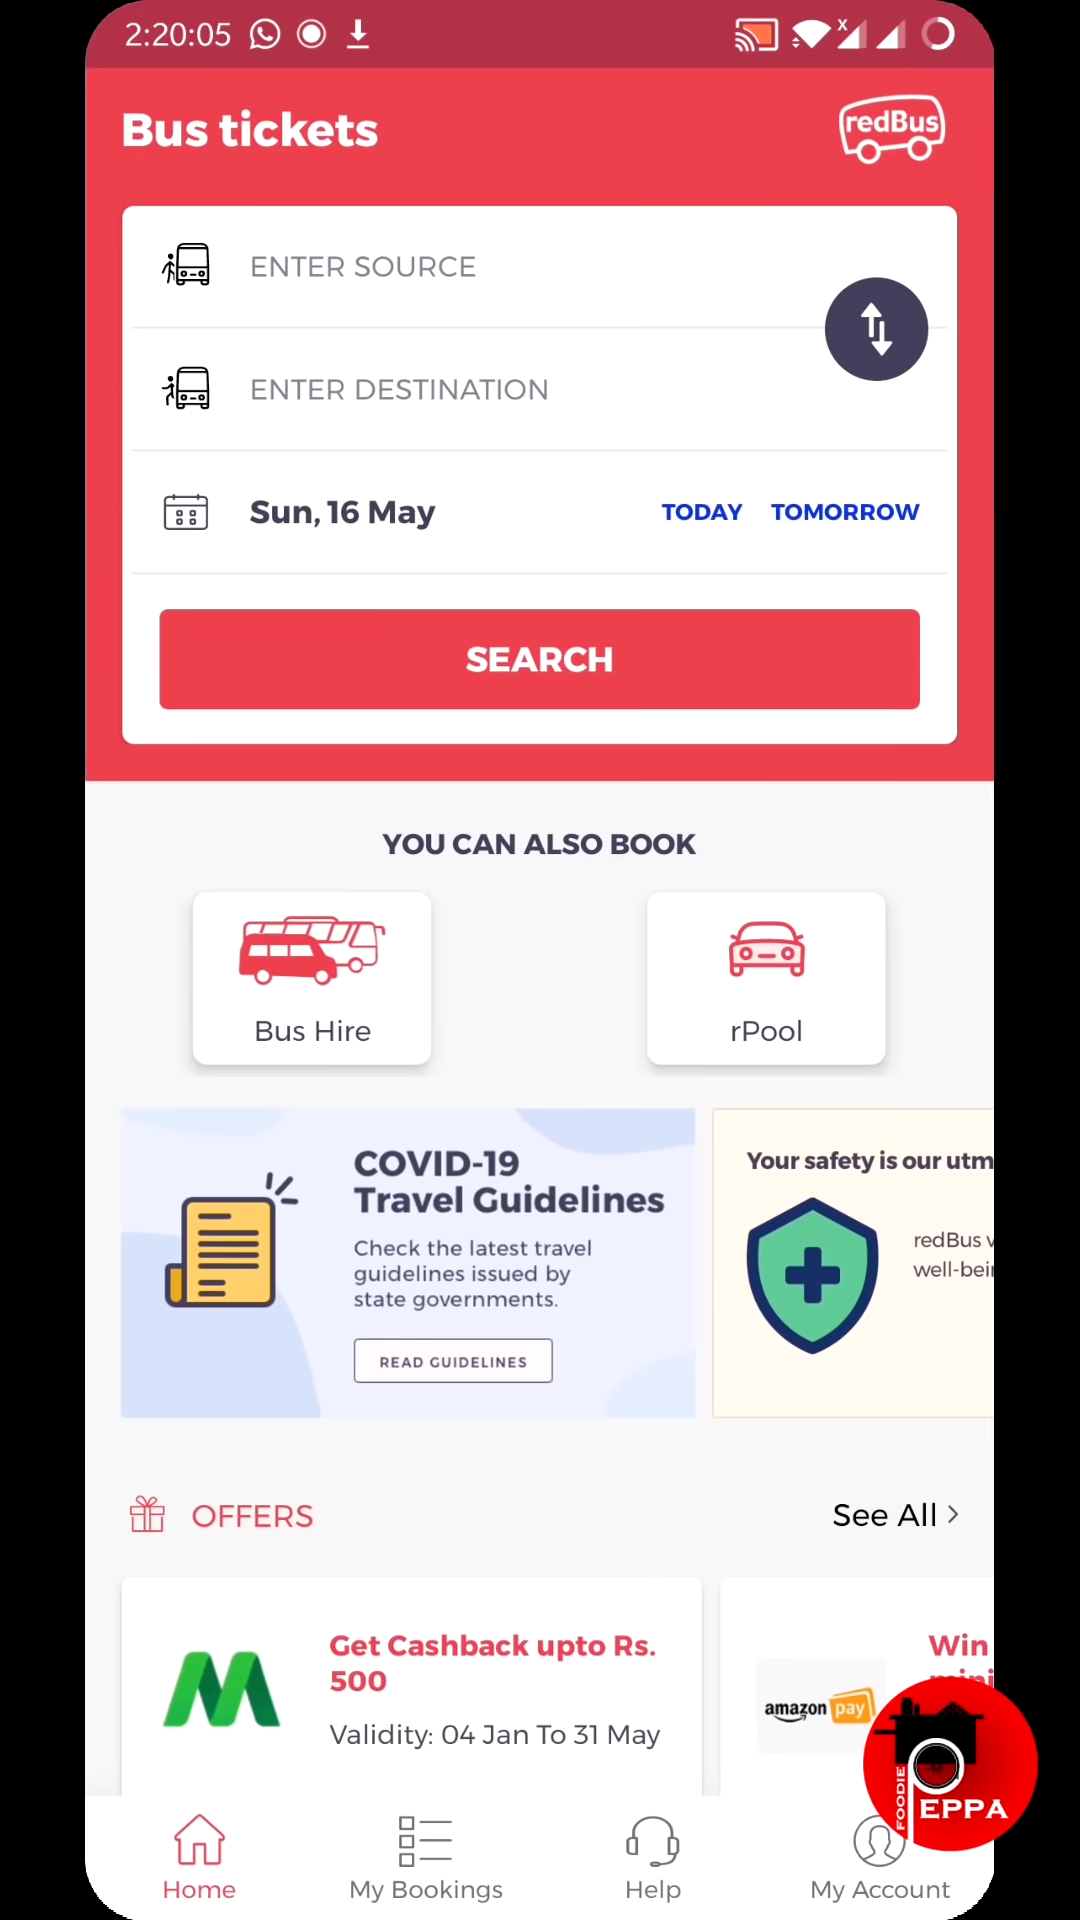 2:20:05
Bus tickets
redBus
ENTER SOURCE
ENTER DESTINATION
Sun, 16 May
TODAY
TOMORROW
SEARCH
YOU CAN ALSO BOOK
Bus Hire
rPool
COVID-19
Travel Guidelines
Check the latest travel
guidelines issued by
state governments.
READ GUIDELINES
Your safety is our utm
redBus
well-bei
OFFERS
See All
Get Cashback upto Rs.
500
Validity: 04 Jan To 31 May
Win
amazon pay
FOODIE
PEPPA
Home
My Bookings
Help
My Account